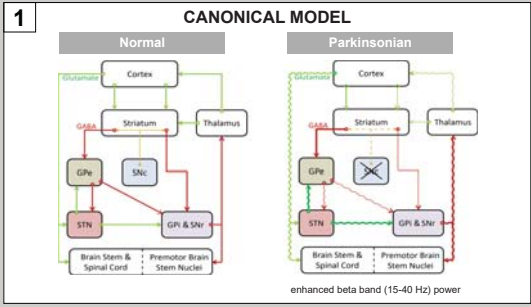 1
CANONICAL MODEL
Normal
Cortex
Glutamate
Striatum
GABA
Thalamus
GPe
SNc
STN
GPi & SNr
Brain Stem &
Spinal Cord
Premotor Brain
Stem Nuclei
Parkinsonian
Cortex
Glutamate
Striatum
GABA
Thalamus
GPe
SNc
STN
GPi & SNr
Brain Stem &
Spinal Cord
Premotor Brain
Stem Nuclei
enhanced beta band (15-40 Hz) power